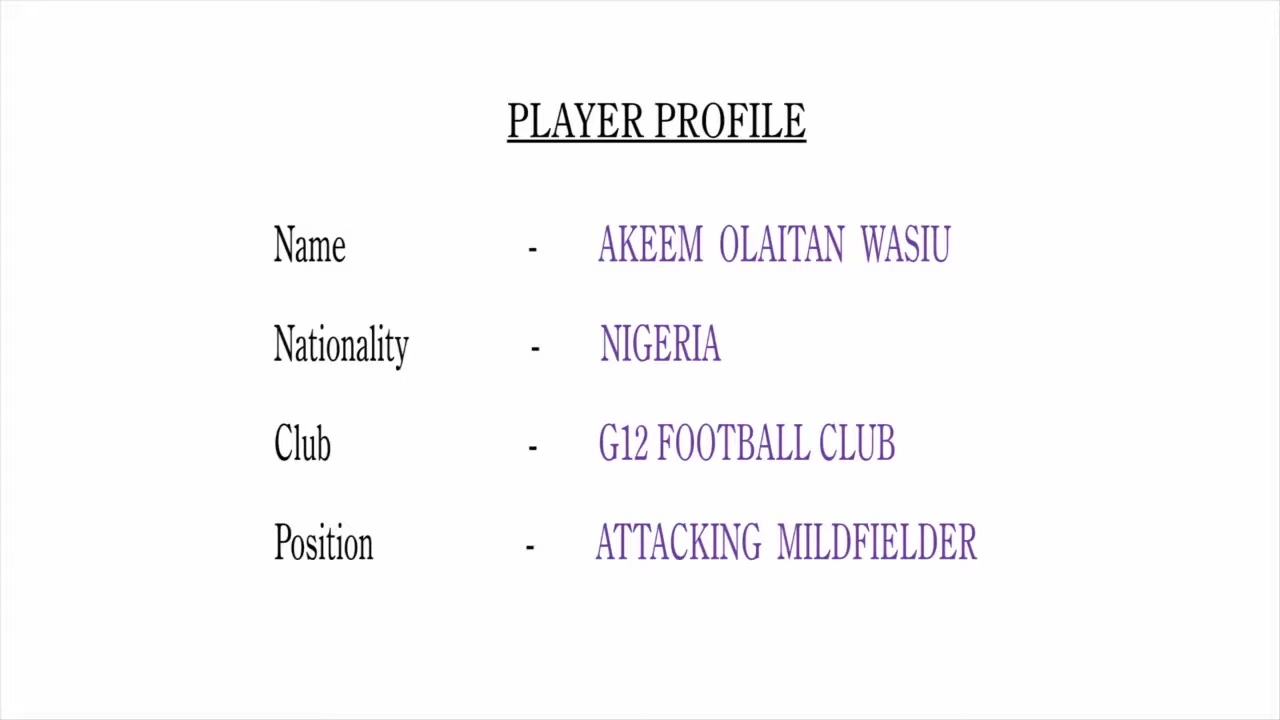 PLAYER PROFILE
Name - AKEEM OLAITAN WASIU
Nationality - NIGERIA
Club - G12 FOOTBALL CLUB
Position - ATTACKING MILDFIELDER